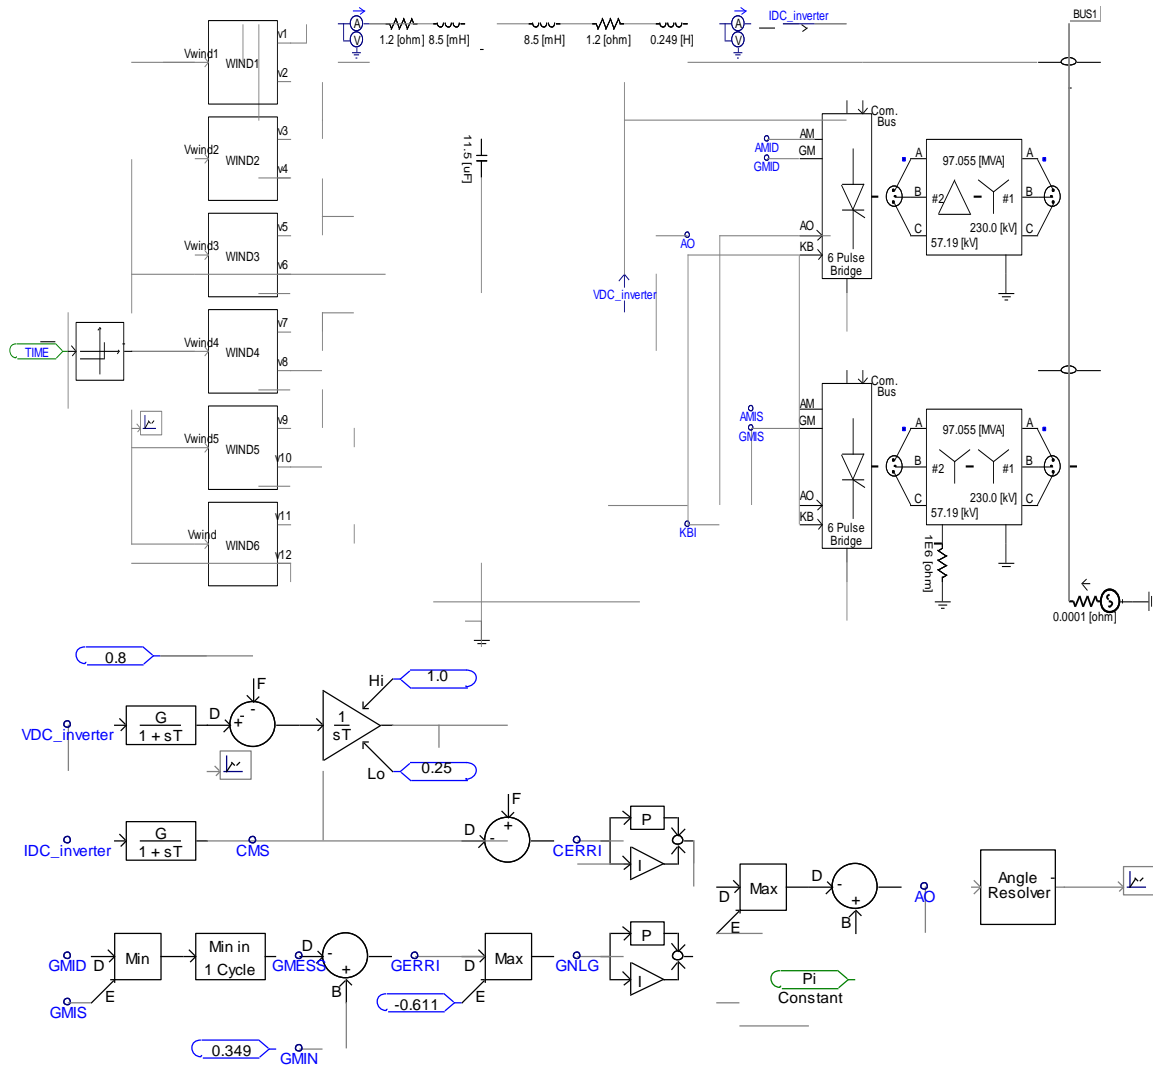 IDC_inverter
BUS1
A
V
1.2 [ohm]
8.5 [mH]
8.5 [mH]
1.2 [ohm]
0.249 [H]
A
V
Vwind1
WIND1
v1
v2
Vwind2
WIND2
v3
v4
Vwind3
WIND3
v5
v6
TIME
Vwind4
WIND4
v7
v8
Vwind5
WIND5
v9
v10
Vwind
WIND6
v11
v12
11.5 [uF]
VDC_inverter
Com.
Bus
AM
GM
AMID
GMID
AO
AO
KB
6 Pulse
Bridge
97.055 [MVA]
A
B
C
#2
#1
230.0 [kV]
57.19 [kV]
A
B
C
Com.
Bus
AM
GM
AMIS
GMIS
AO
KB
KBI
6 Pulse
Bridge
97.055 [MVA]
A
B
C
#2
#1
230.0 [kV]
57.19 [kV]
A
B
C
1E6 [ohm]
0.0001 [ohm]
0.8
VDC_inverter
G
1 + sT
D
+
-
-
F
1
sT
Hi
1.0
Lo
0.25
IDC_inverter
G
1 + sT
CMS
D
-
+
F
CERRI
P
I
D
E
Max
D
-
+
B
AO
Angle
Resolver
GMID
GMIS
D
E
Min
Min in
1 Cycle
GMESS
D
-
+
B
GERRI
D
E
Max
-0.611
GNLG
P
I
Pi
Constant
0.349
GMIN